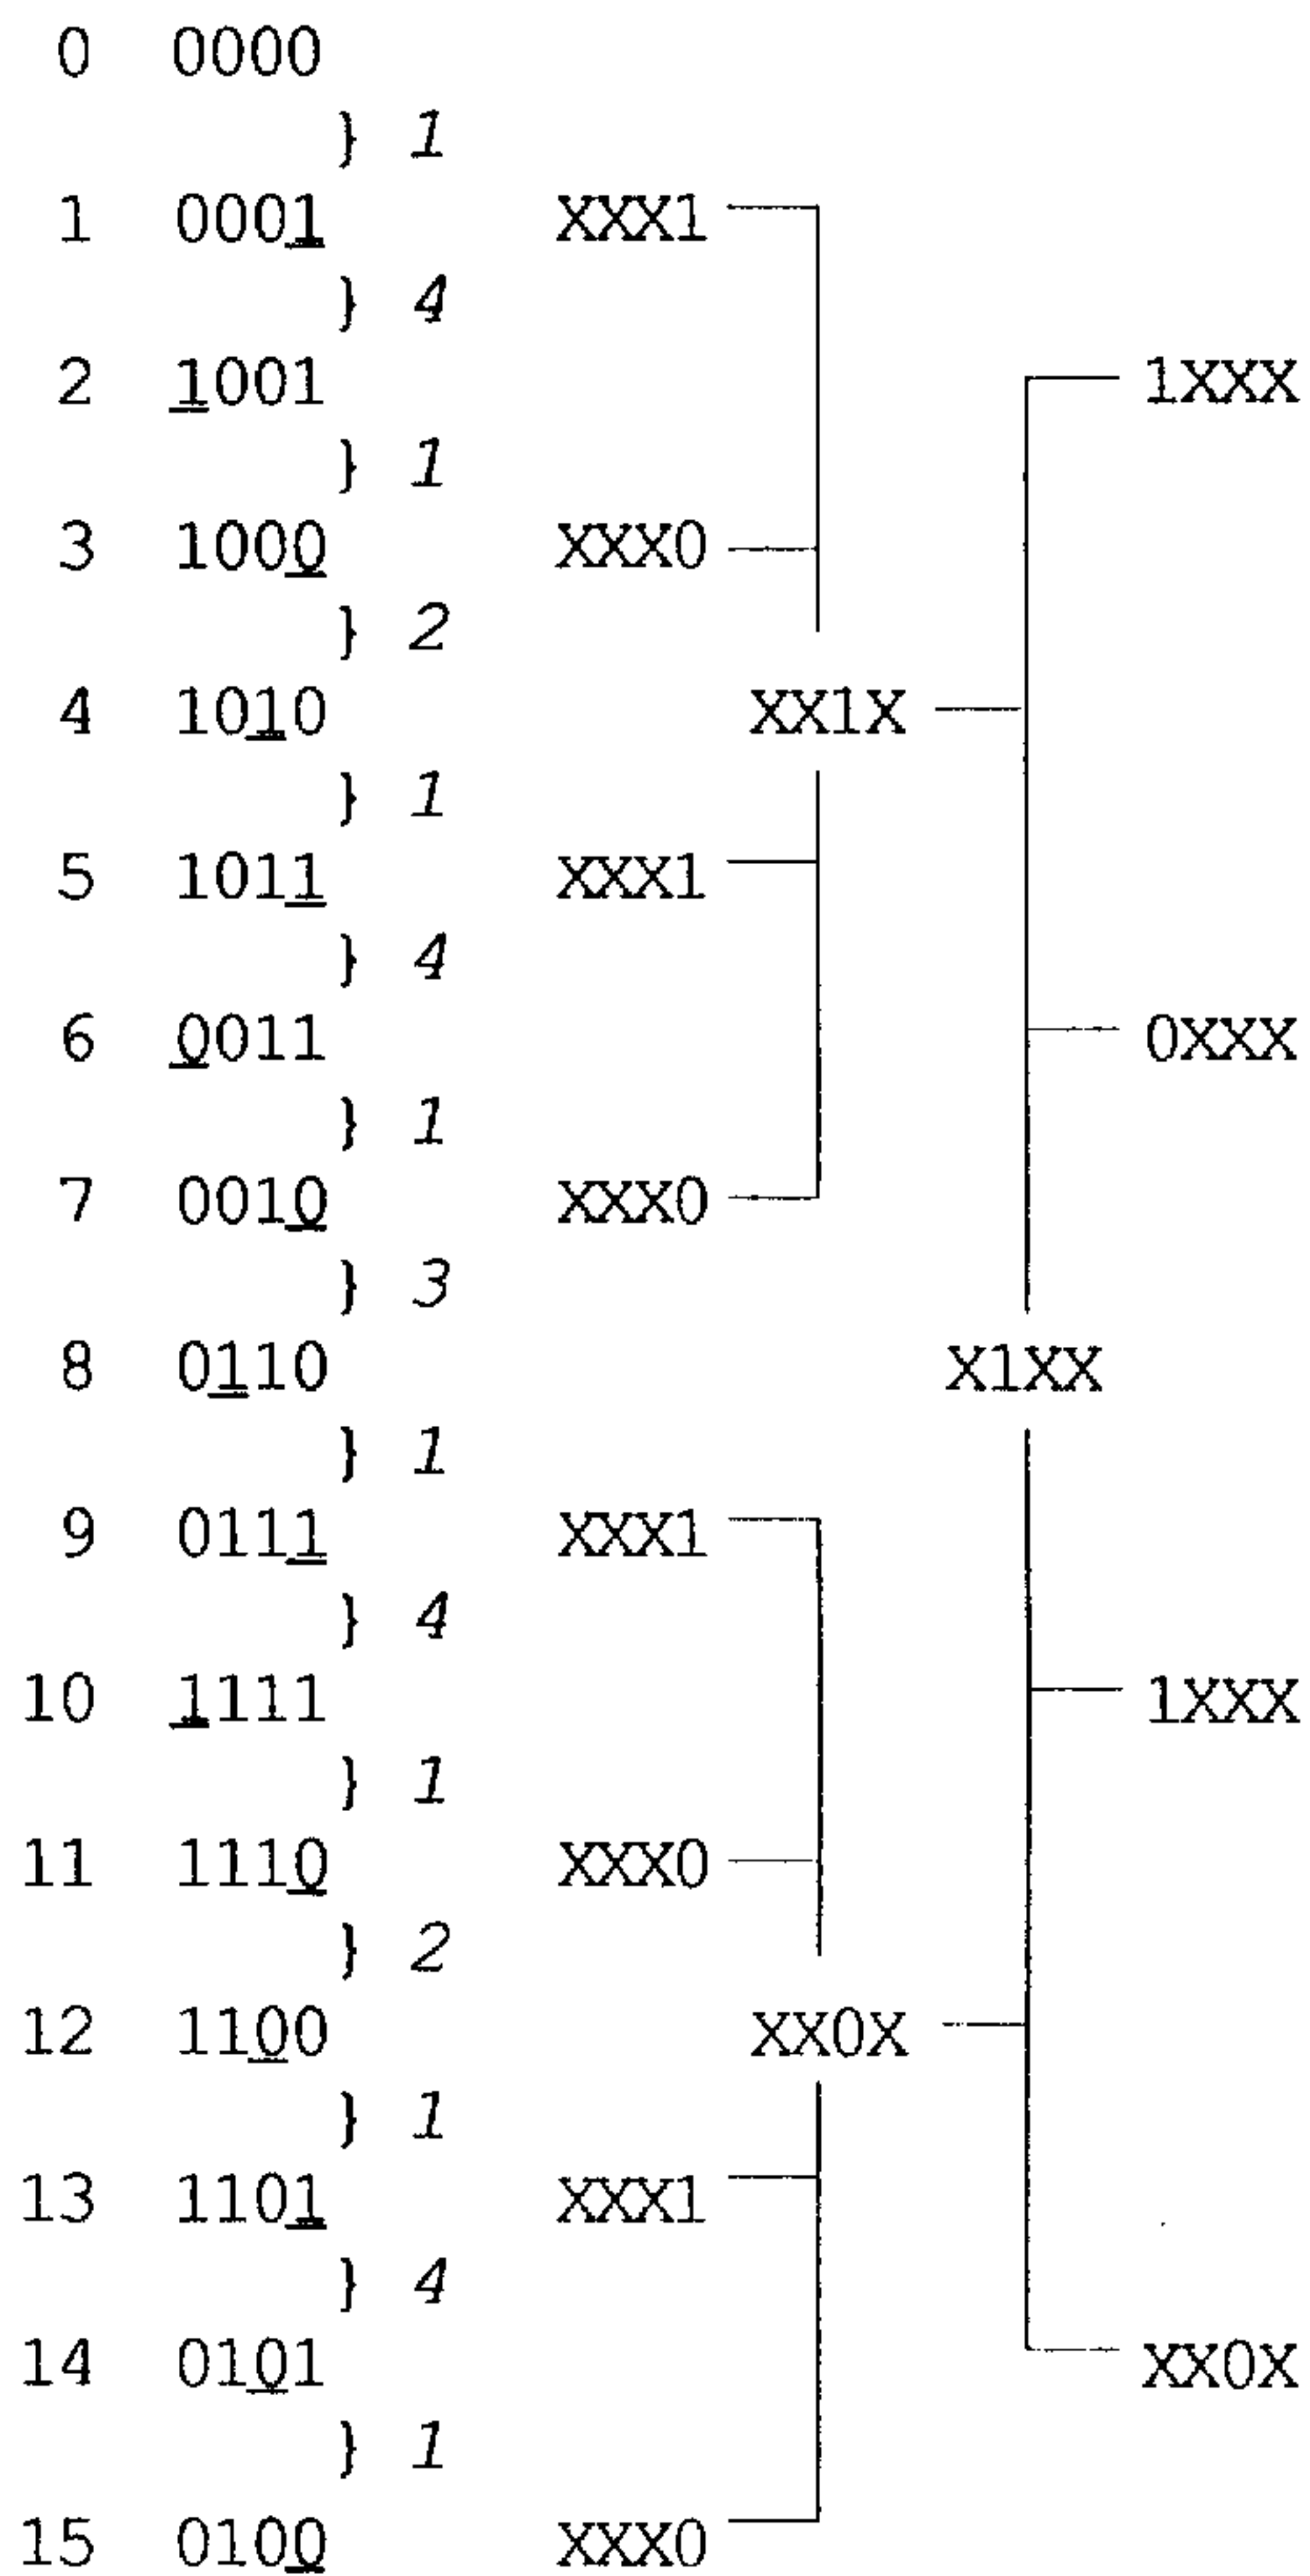 0 0000
} 1
1 0001 XXX1
} 4
2 1001 1XXX
} 1
3 1000 XXX0
} 2
4 1010 XX1X
} 1
5 1011 XXX1
} 4
6 0011 0XXX
} 1
7 0010 XXX0
} 3
8 0110 X1XX
} 1
9 0111 XXX1
} 4
10 1111 1XXX
} 1
11 1110 XXX0
} 2
12 1100 XX0X
} 1
13 1101 XXX1
} 4
14 0101 XX0X
} 1
15 0100 XXX0